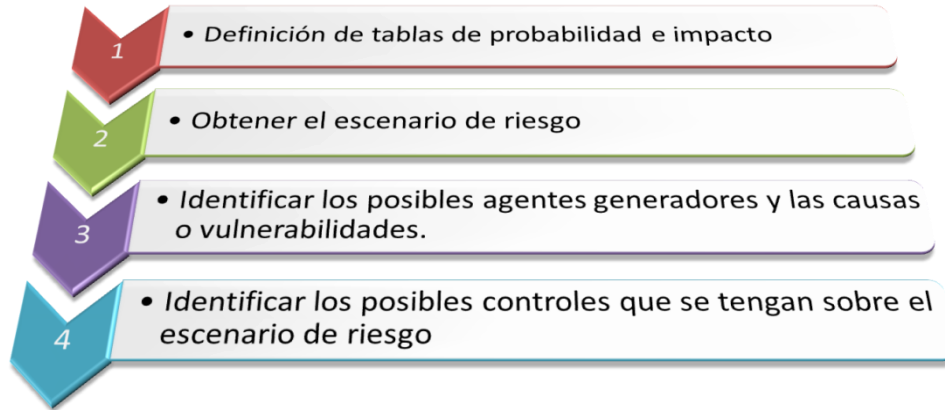 1
• Definición de tablas de probabilidad e impacto
2
• Obtener el escenario de riesgo
3
• Identificar los posibles agentes generadores y las causas
o vulnerabilidades.
4
• Identificar los posibles controles que se tengan sobre el
escenario de riesgo